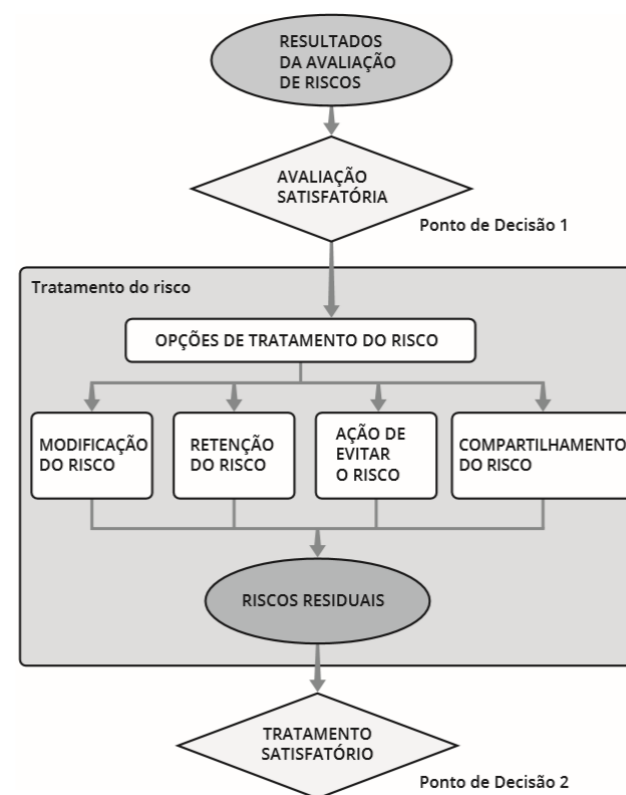 RESULTADOS
DA AVALIAÇÃO
DE RISCOS
AVALIAÇÃO
SATISFATÓRIA
Ponto de Decisão 1
Tratamento do risco
OPÇÕES DE TRATAMENTO DO RISCO
MODIFICAÇÃO
DO RISCO
RETENÇÃO
DO RISCO
AÇÃO DE
EVITAR
O RISCO
COMPARTILHAMENTO
DO RISCO
RISCOS RESIDUAIS
TRATAMENTO
SATISFATÓRIO
Ponto de Decisão 2